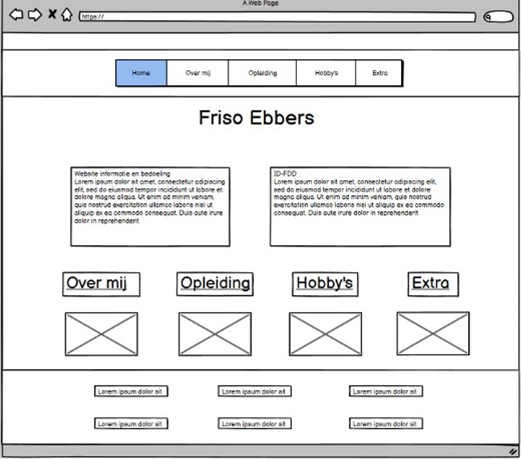 A Web Page
https://
Home Over mij Opleiding Hobby's Extra
Friso Ebbers
Website informatie en bedoeling
Lorem ipsum dolor sit amet, consectetur adipiscing
elit, sed do eiusmod tempor incididunt ut labore et
dolore magna aliqua. Ut enim ad minim veniam,
quis nostrud exercitation ullamco laboris nisi ut
aliquip ex ea commodo consequat. Duis aute irure
dolor in reprehenderit
ID-FDD
Lorem ipsum dolor sit amet, consectetur adipiscing elit,
sed do eiusmod tempor incididunt ut labore et dolore
magna aliqua. Ut enim ad minim veniam, quis nostrud
exercitation ullamco laboris nisi ut aliquip ex ea commodo
consequat. Duis aute irure dolor in reprehenderit
Over mij Opleiding Hobby's Extra
Lorem ipsum dolor sit Lorem ipsum dolor sit Lorem ipsum dolor sit
Lorem ipsum dolor sit Lorem ipsum dolor sit Lorem ipsum dolor sit